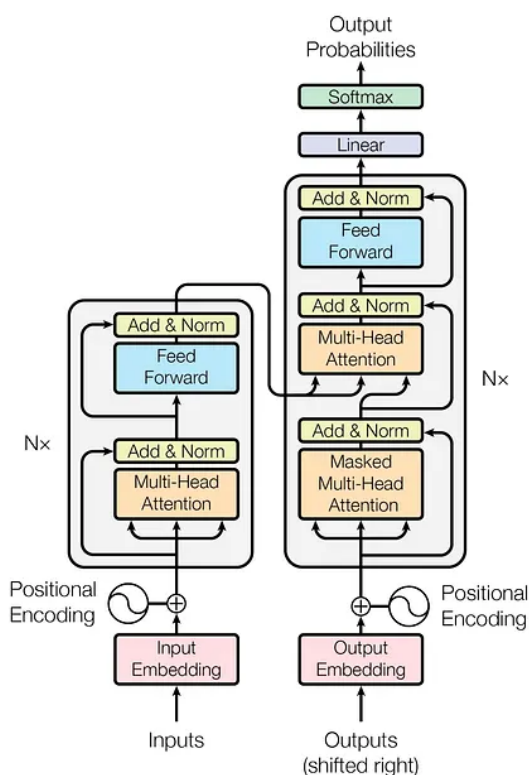 Output
Probabilities
Softmax
Linear
Add & Norm
Feed
Forward
Add & Norm
Multi-Head
Attention
Add & Norm
Masked
Multi-Head
Attention
N×
Add & Norm
Feed
Forward
Add & Norm
Multi-Head
Attention
N×
Positional
Encoding
Positional
Encoding
Input
Embedding
Output
Embedding
Inputs
Outputs
(shifted right)